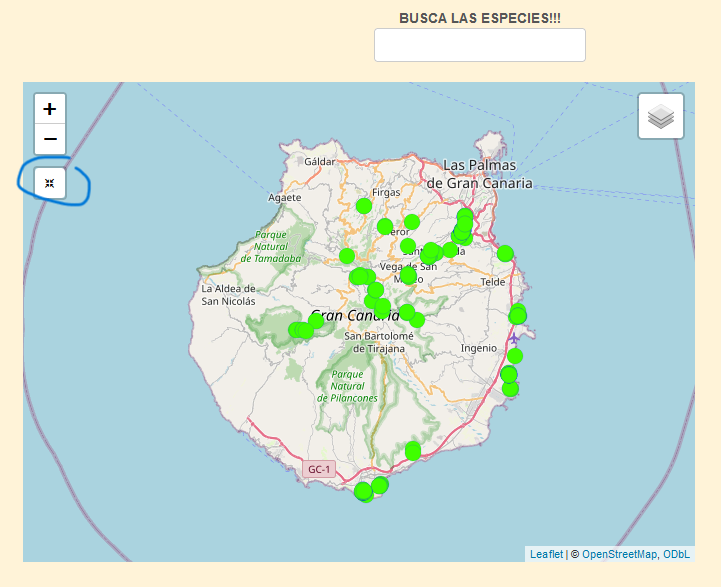 BUSCA LAS ESPECIES!!!
+
−
Gáldar
Las Palmas
de Gran Canaria
Agaete
Firgas
Parque
Natural
de Tamadaba
Vega de San
La Aldea de
San Nicolás
Telde
Gran Canaria
San Bartolomé
de Tirajana
Ingenio
Parque
Natural
de Pilancones
GC-1
Leaflet | © OpenStreetMap, ODbL